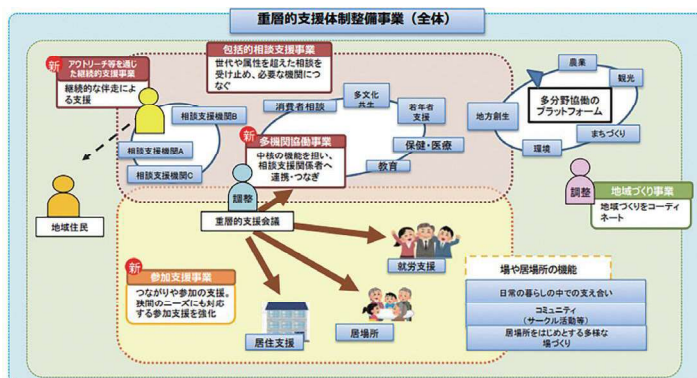 重層的支援体制整備事業（全体）
新
アウトリーチ等を通じ
た継続的支援事業
継続的な伴走によ
る支援
包括的相談支援事業
世代や属性を超えた相談を
受け止め、必要な機関につ
なぐ
相談支援機関B
相談支援機関A
相談支援機関C
消費者相談
多文化
共生
若年者
支援
保健・医療
教育
新
多機関協働事業
中核の機能を担い、
相談支援関係者へ
連携・つなぎ
農業
観光
地方創生
まちづくり
環境
多分野協働の
プラットフォーム
調整
地域づくり事業
地域づくりをコーディ
ネート
地域住民
調整
重層的支援会議
新
参加支援事業
つながりや参加の支援。
狭間のニーズにも対応
する参加支援を強化
就労支援
居場所
居住支援
場や居場所の機能
日常の暮らしの中での支え合い
コミュニティ
（サークル活動等）
居場所をはじめとする多様な
場づくり